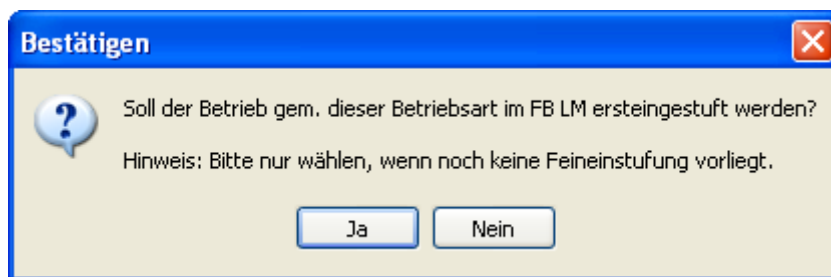 Bestätigen
Soll der Betrieb gem. dieser Betriebsart im FB LM ersteingestuft werden?
Hinweis: Bitte nur wählen, wenn noch keine Feineinstufung vorliegt.
Ja
Nein